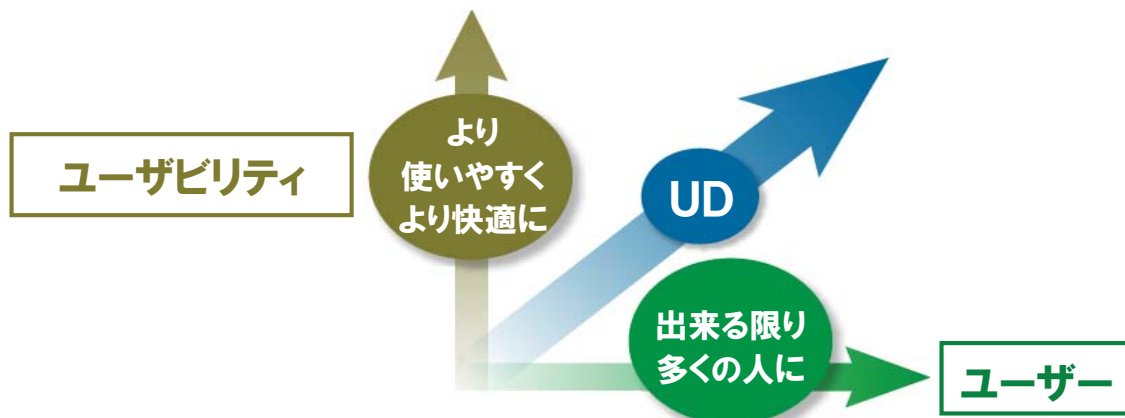 ユーザビリティ
より
使いやすく
より快適に
UD
出来る限り
多くの人に
ユーザー